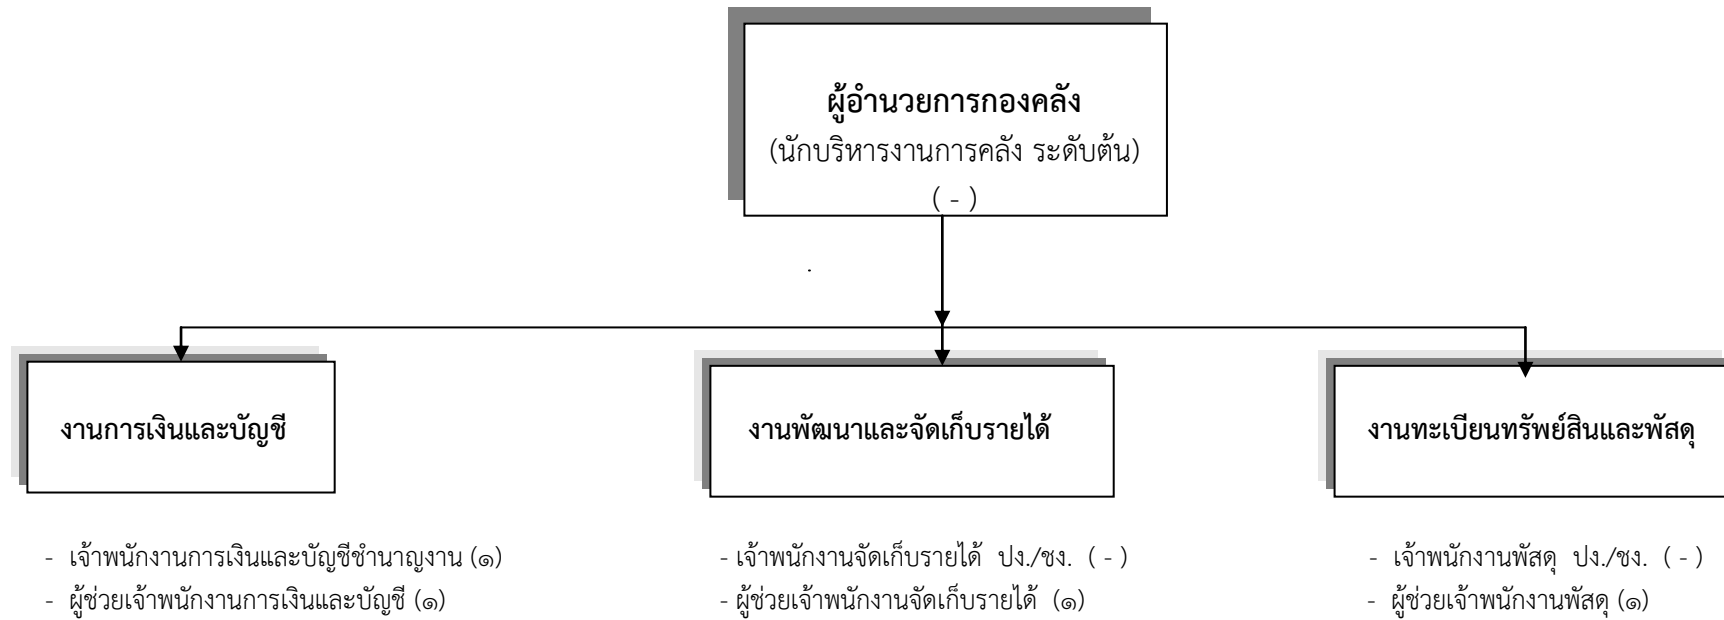 ผู้อำนวยการกองคลัง
(นักบริหารงานการคลัง ระดับต้น)
( - )
.
งานการเงินและบัญชี
งานพัฒนาและจัดเก็บรายได้
งานทะเบียนทรัพย์สินและพัสดุ
- เจ้าพนักงานการเงินและบัญชีชำนาญงาน (๑)
- ผู้ช่วยเจ้าพนักงานการเงินและบัญชี (๑)
- เจ้าพนักงานจัดเก็บรายได้ ปง./ชง. ( - )
- ผู้ช่วยเจ้าพนักงานจัดเก็บรายได้ (๑)
- เจ้าพนักงานพัสดุ ปง./ชง. ( - )
- ผู้ช่วยเจ้าพนักงานพัสดุ (๑)